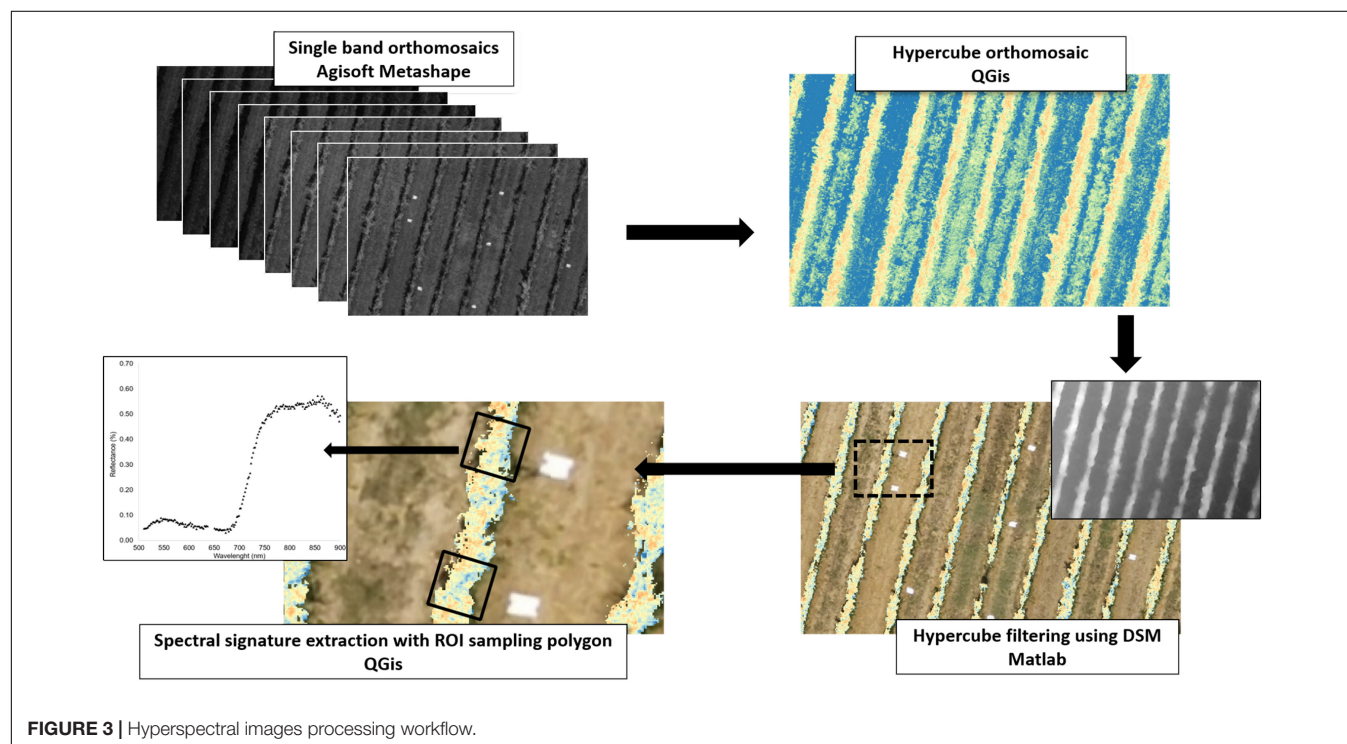 Single band orthomosaics
Agisoft Metashape
Hypercube orthomosaic
QGis
0.70
0.60
0.50
0.40
0.30
0.20
0.10
0.00
Reflectance (%)
500 550 600 650 700 750 800 850 900
Wavelenght (nm)
Spectral signature extraction with ROI sampling polygon
QGis
Hypercube filtering using DSM
Matlab
FIGURE 3 | Hyperspectral images processing workflow.